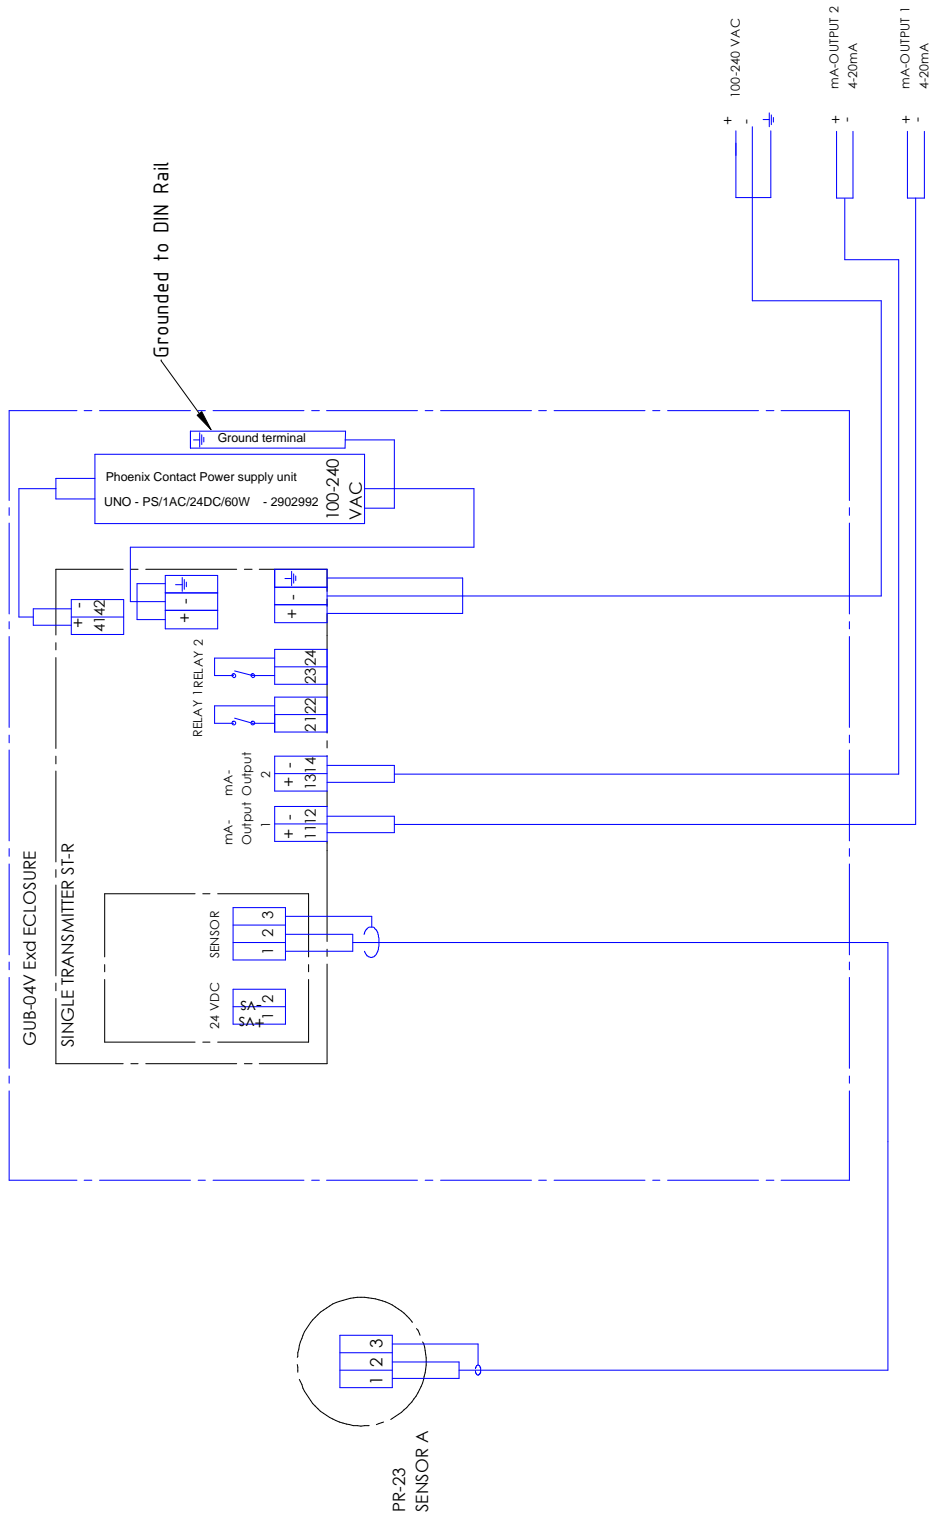 GUB-04V Exd ECLOSURE
SINGLE TRANSMITTER ST-R
Grounded to DIN Rail
Ground terminal
Phoenix Contact Power supply unit
UNO - PS/1AC/24DC/60W - 2902992
100-240
VAC
+ -
41 42
+ -
+ -
RELAY 1 RELAY 2
21 22
23 24
mA-
Output
1
+ -
11 12
mA-
Output
2
+ -
13 14
24 VDC
SA+ SA-
1 2
SENSOR
1 2 3
1 2 3
PR-23
SENSOR A
+
-
100-240 VAC
+
-
mA-OUTPUT 2
4-20mA
+
-
mA-OUTPUT 1
4-20mA